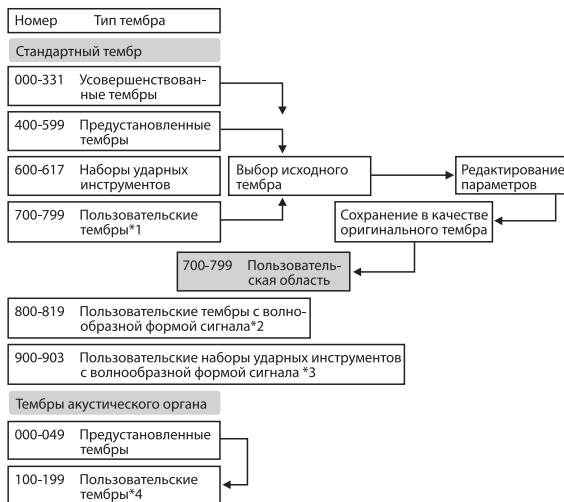 Номер Тип тембра
Стандартный тембр
000-331 Усовершенствован-
ные тембры
400-599 Предустановленные
тембры
600-617 Наборы ударных
инструментов
Выбор исходного
тембра
Редактирование
параметров
700-799 Пользовательские
тембры*1
Сохранение в качестве
оригинального тембра
700-799 Пользователь-
ская область
800-819 Пользовательские тембры с волно-
образной формой сигнала*2
900-903 Пользовательские наборы ударных инструментов
с волнообразной формой сигнала *3
Тембры акустического органа
000-049 Предустановленные
тембры
100-199 Пользовательские
тембры*4